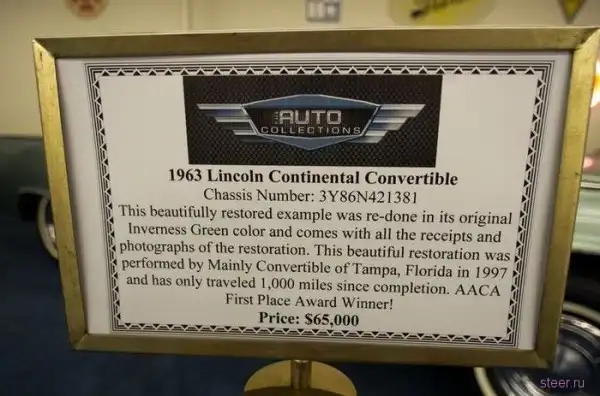 THE AUTO
COLLECTIONS
1963 Lincoln Continental Convertible
Chassis Number: 3Y86N421381
This beautifully restored example was re-done in its original
Inverness Green color and comes with all the receipts and
photographs of the restoration. This beautiful restoration was
performed by Mainly Convertible of Tampa, Florida in 1997
and has only traveled 1,000 miles since completion. AACA
First Place Award Winner!
Price: $65,000
steer.ru